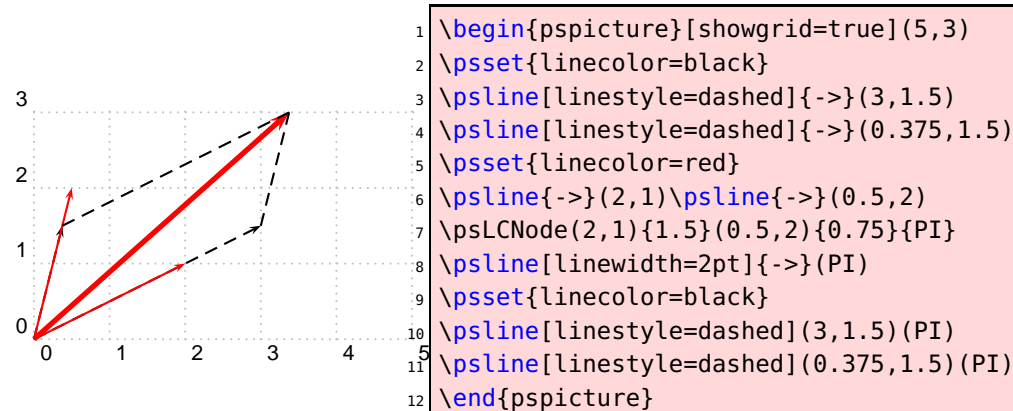 3
2
1
0
0 1 2 3 4 5
1 \begin{pspicture}[showgrid=true](5,3)
2 \psset{linecolor=black}
3 \psline[linestyle=dashed]{->}(3,1.5)
4 \psline[linestyle=dashed]{->}(0.375,1.5)
5 \psset{linecolor=red}
6 \psline{->}(2,1)\psline{->}(0.5,2)
7 \psLCNode(2,1){1.5}(0.5,2){0.75}{PI}
8 \psline[linewidth=2pt]{->}(PI)
9 \psset{linecolor=black}
10 \psline[linestyle=dashed](3,1.5)(PI)
11 \psline[linestyle=dashed](0.375,1.5)(PI)
12 \end{pspicture}